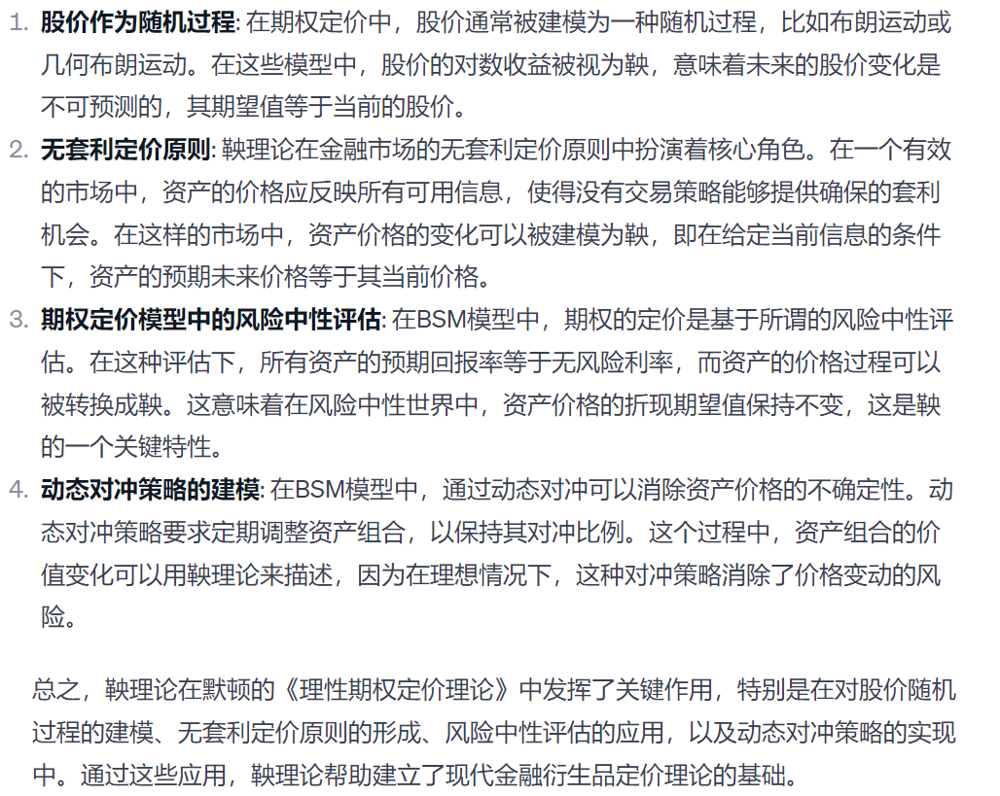 1. 股价作为随机过程: 在期权定价中，股价通常被建模为一种随机过程，比如布朗运动或
几何布朗运动。在这些模型中，股价的对数收益被视为鞅，意味着未来的股价变化是
不可预测的，其期望值等于当前的股价。
2. 无套利定价原则: 鞅理论在金融市场的无套利定价原则中扮演着核心角色。在一个有效
的市场中，资产的价格应反映所有可用信息，使得没有交易策略能够提供确保的套利
机会。在这样的市场中，资产价格的变化可以被建模为鞅，即在给定当前信息的条件
下，资产的预期未来价格等于其当前价格。
3. 期权定价模型中的风险中性评估: 在BSM模型中，期权的定价是基于所谓的风险中性评
估。在这种评估下，所有资产的预期回报率等于无风险利率，而资产的价格过程可以
被转换成鞅。这意味着在风险中性世界中，资产价格的折现期望值保持不变，这是鞅
的一个关键特性。
4. 动态对冲策略的建模: 在BSM模型中，通过动态对冲可以消除资产价格的不确定性。动
态对冲策略要求定期调整资产组合，以保持其对冲比例。这个过程中，资产组合的价
值变化可以用鞅理论来描述，因为在理想情况下，这种对冲策略消除了价格变动的风
险。
总之，鞅理论在默顿的《理性期权定价理论》中发挥了关键作用，特别是在对股价随机
过程的建模、无套利定价原则的形成、风险中性评估的应用，以及动态对冲策略的实现
中。通过这些应用，鞅理论帮助建立了现代金融衍生品定价理论的基础。